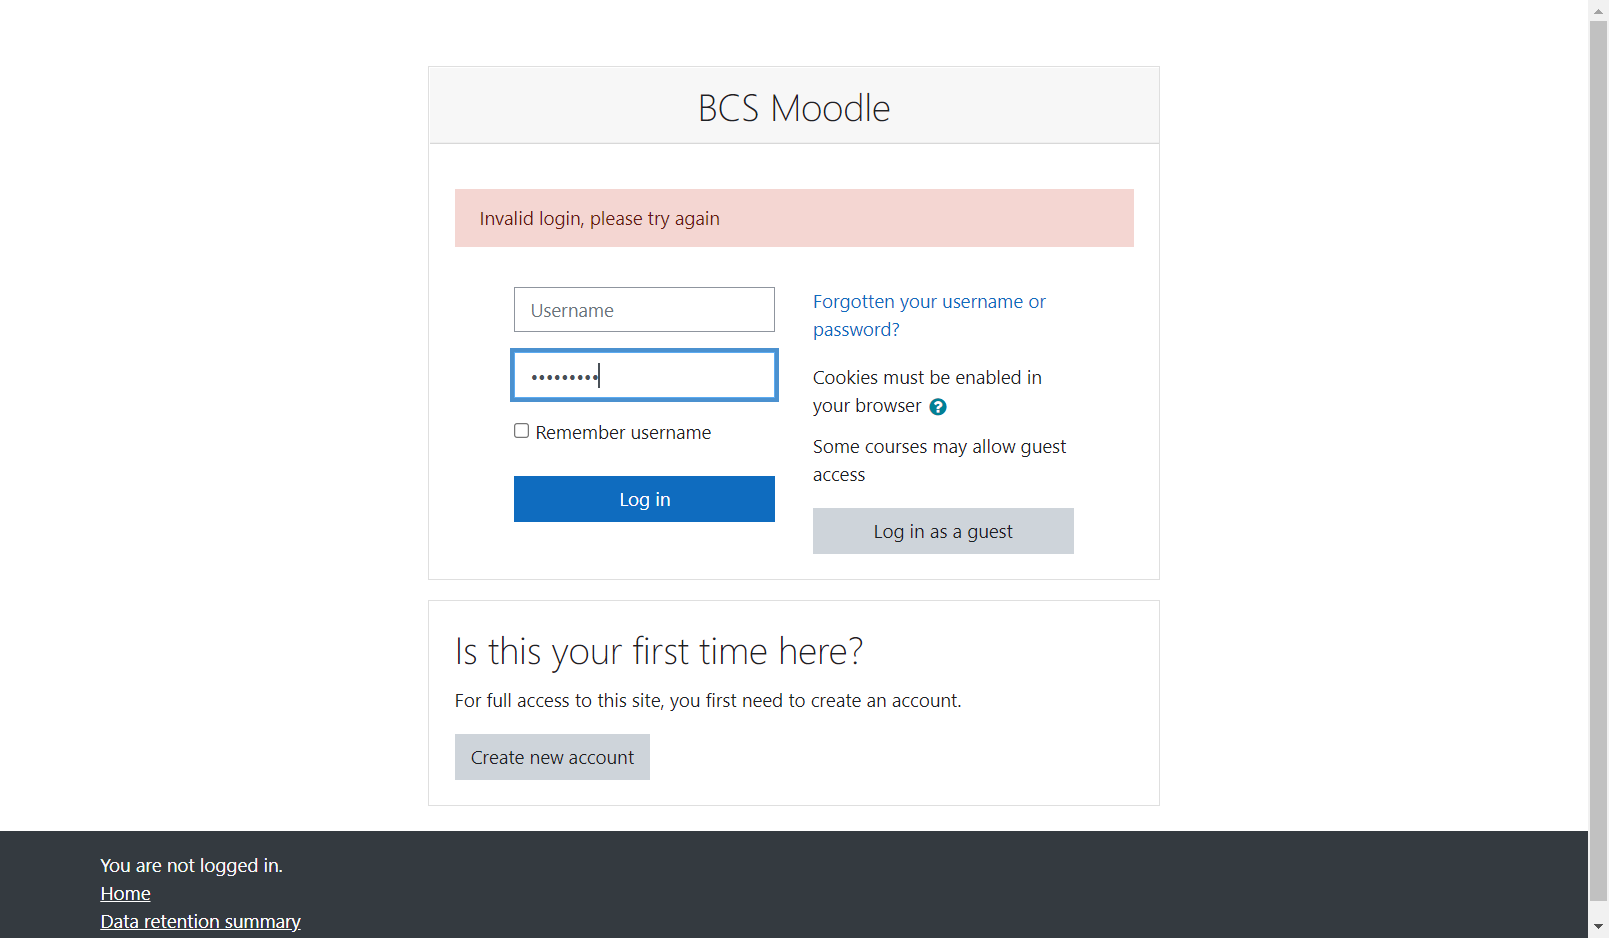 BCS Moodle
Invalid login, please try again
Username
•••••••••
Remember username
Log in
Forgotten your username or
password?
Cookies must be enabled in
your browser ?
Some courses may allow guest
access
Log in as a guest
Is this your first time here?
For full access to this site, you first need to create an account.
Create new account
You are not logged in.
Home
Data retention summary